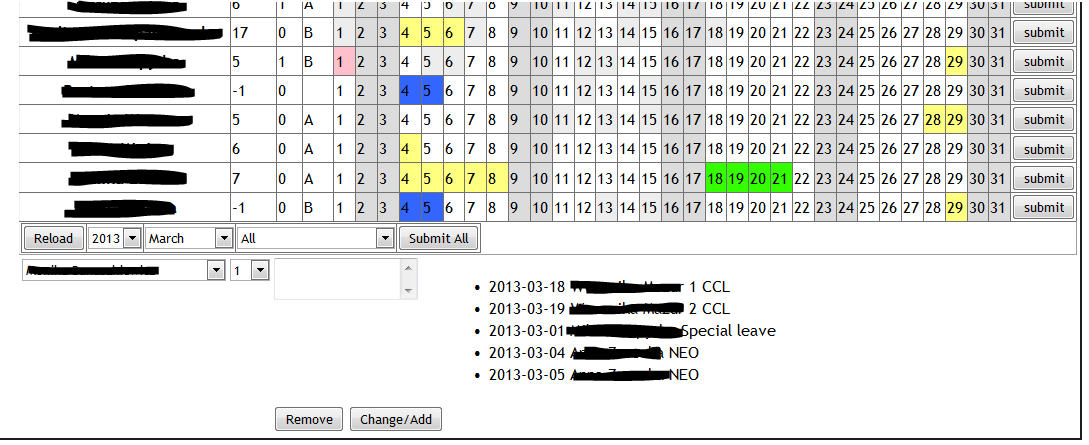 6 1 A 1 2 3 4 5 6 7 8 9 10 11 12 13 14 15 16 17 18 19 20 21 22 23 24 25 26 27 28 29 30 31 submit
17 0 B 1 2 3 4 5 6 7 8 9 10 11 12 13 14 15 16 17 18 19 20 21 22 23 24 25 26 27 28 29 30 31 submit
5 1 B 1 2 3 4 5 6 7 8 9 10 11 12 13 14 15 16 17 18 19 20 21 22 23 24 25 26 27 28 29 30 31 submit
-1 0 1 2 3 4 5 6 7 8 9 10 11 12 13 14 15 16 17 18 19 20 21 22 23 24 25 26 27 28 29 30 31 submit
5 0 A 1 2 3 4 5 6 7 8 9 10 11 12 13 14 15 16 17 18 19 20 21 22 23 24 25 26 27 28 29 30 31 submit
6 0 A 1 2 3 4 5 6 7 8 9 10 11 12 13 14 15 16 17 18 19 20 21 22 23 24 25 26 27 28 29 30 31 submit
7 0 A 1 2 3 4 5 6 7 8 9 10 11 12 13 14 15 16 17 18 19 20 21 22 23 24 25 26 27 28 29 30 31 submit
-1 0 B 1 2 3 4 5 6 7 8 9 10 11 12 13 14 15 16 17 18 19 20 21 22 23 24 25 26 27 28 29 30 31 submit
Reload 2013 March All Submit All
1
2013-03-18 1 CCL
2013-03-19 2 CCL
2013-03-01 Special leave
2013-03-04 NEO
2013-03-05 NEO
Remove Change/Add